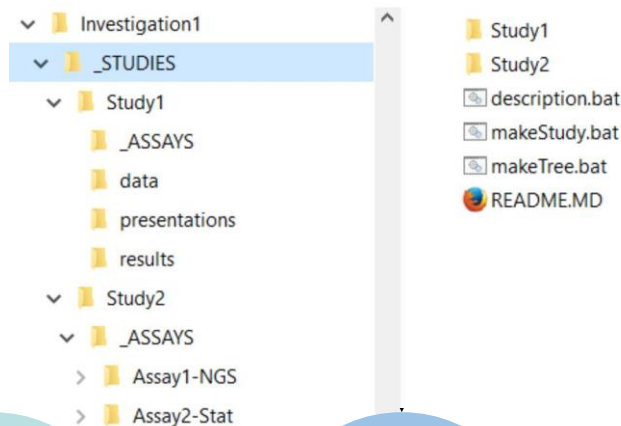 Investigation1
_STUDIES
Study1
_ASSAYS
data
presentations
results
Study2
_ASSAYS
Assay1-NGS
Assay2-Stat
Study1
Study2
description.bat
makeStudy.bat
makeTree.bat
README.MD